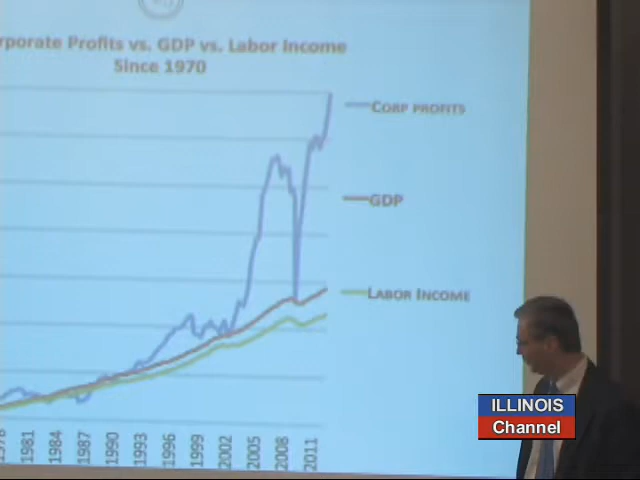 rporate Profits vs. GDP vs. Labor Income
Since 1970
CORP PROFITS
GDP
LABOR INCOME
1981
1984
1987
1990
1993
1996
1999
2002
2005
2008
2011
ILLINOIS
Channel